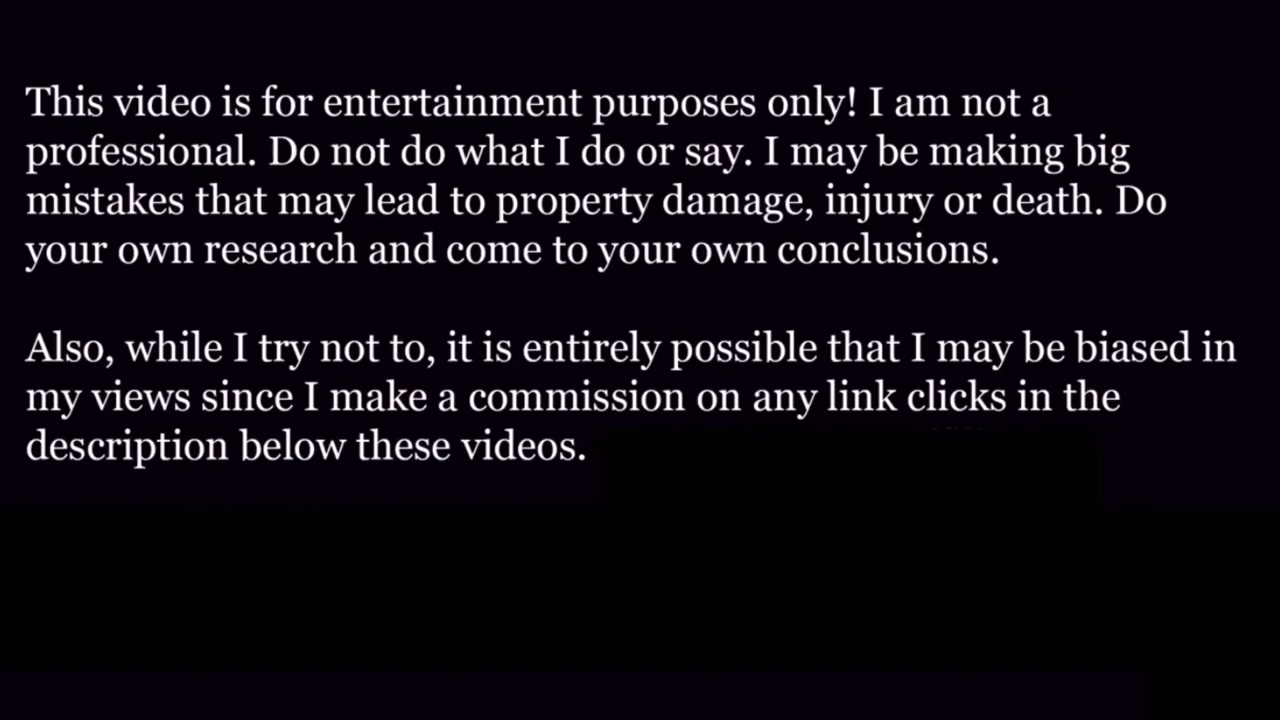 This video is for entertainment purposes only! I am not a
professional. Do not do what I do or say. I may be making big
mistakes that may lead to property damage, injury or death. Do
your own research and come to your own conclusions.
Also, while I try not to, it is entirely possible that I may be biased in
my views since I make a commission on any link clicks in the
description below these videos.